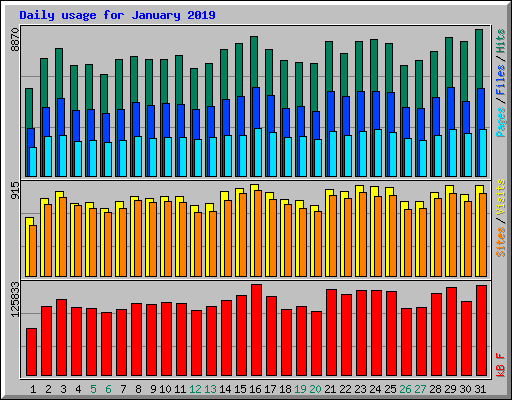 Daily usage for January 2019
8870
Pages / Files / Hits
915
Sites / Visits
125833
kB F
1 2 3 4 5 6 7 8 9 10 11 12 13 14 15 16 17 18 19 20 21 22 23 24 25 26 27 28 29 30 31